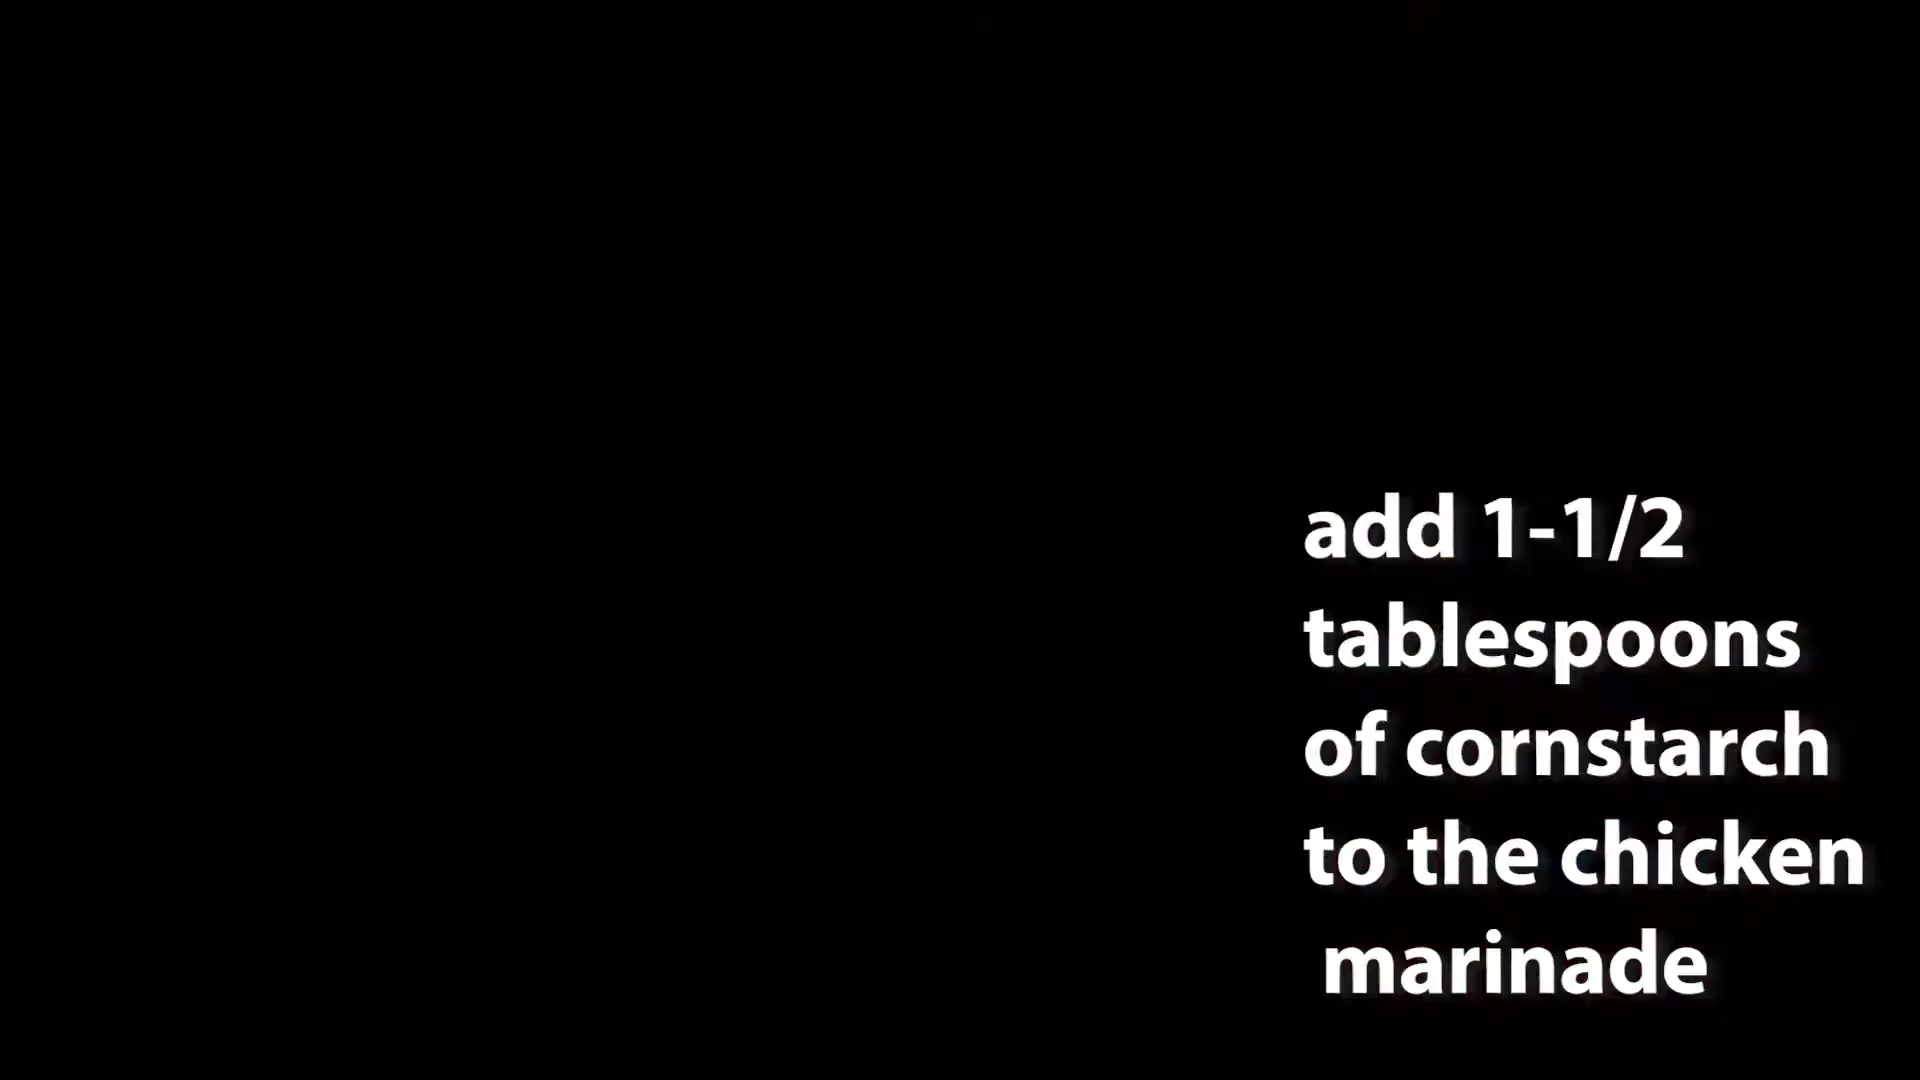 add 1-1/2
tablespoons
of cornstarch
to the chicken
marinade